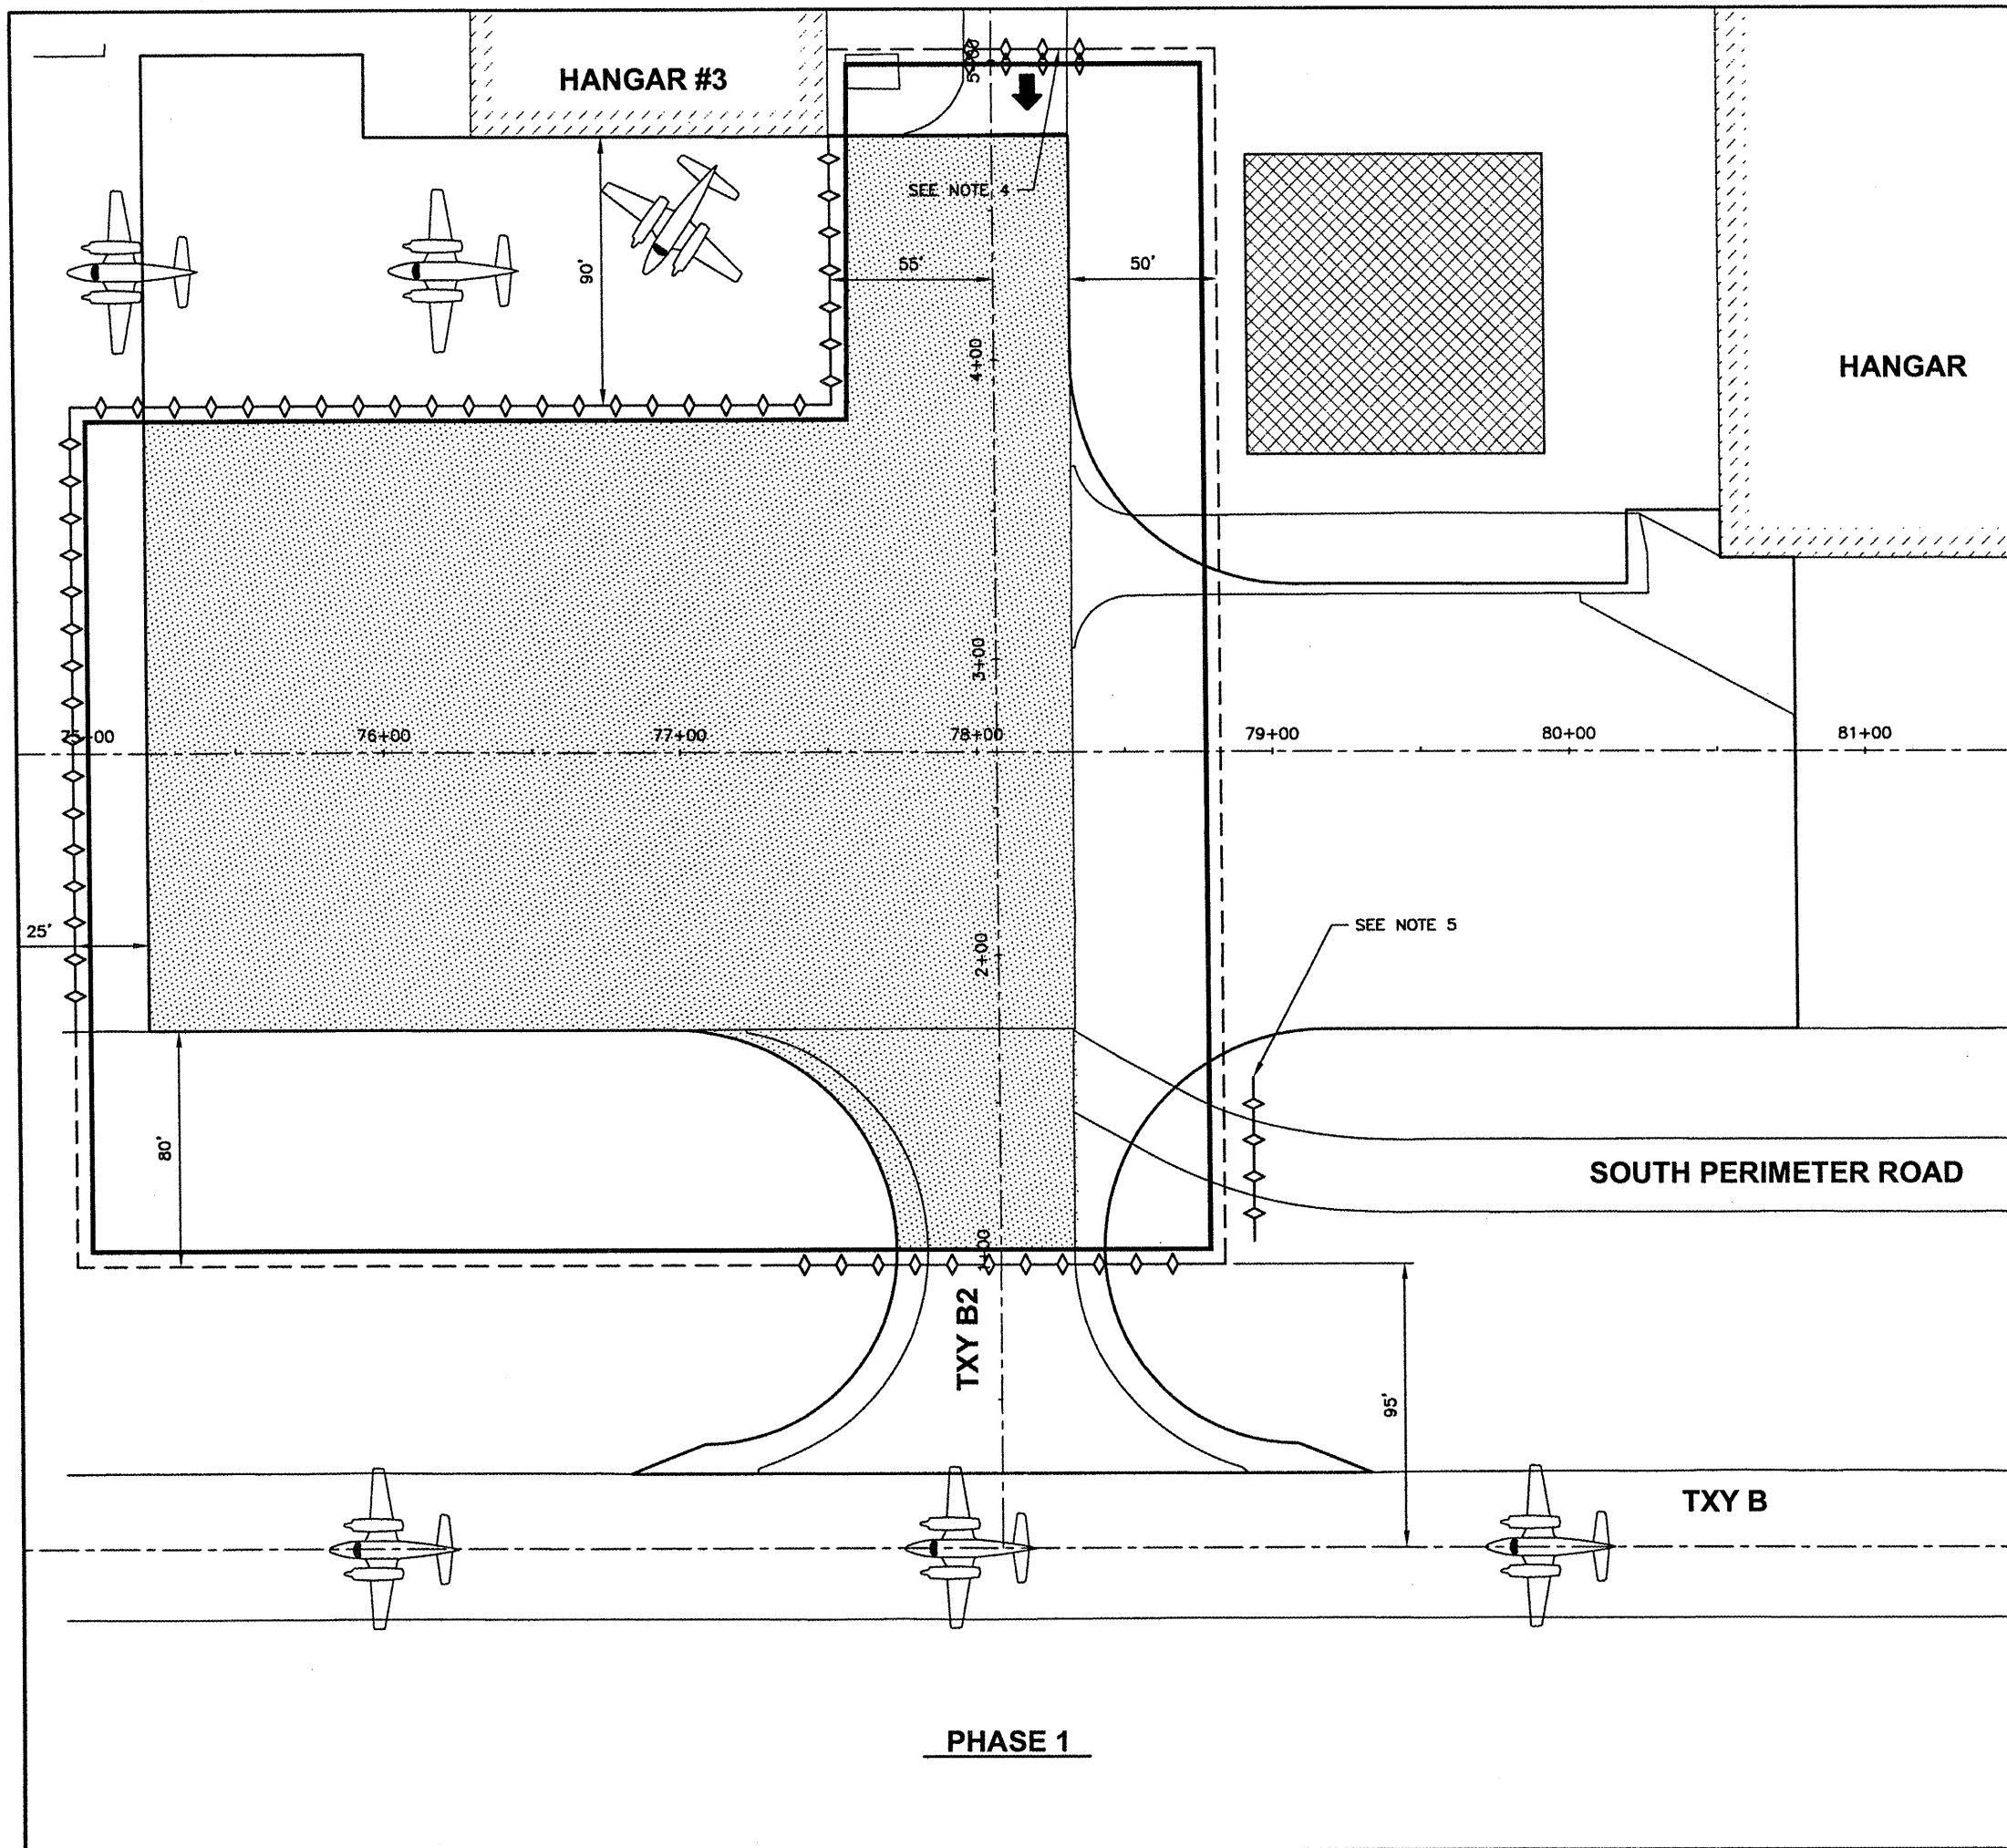 HANGAR #3
5+00
SEE NOTE 4
90'
55'
50'
HANGAR
4+00
3+00
75+00
76+00
77+00
78+00
79+00
80+00
81+00
25'
2+00
SEE NOTE 5
80'
SOUTH PERIMETER ROAD
1+00
TXY B2
95'
TXY B
PHASE 1